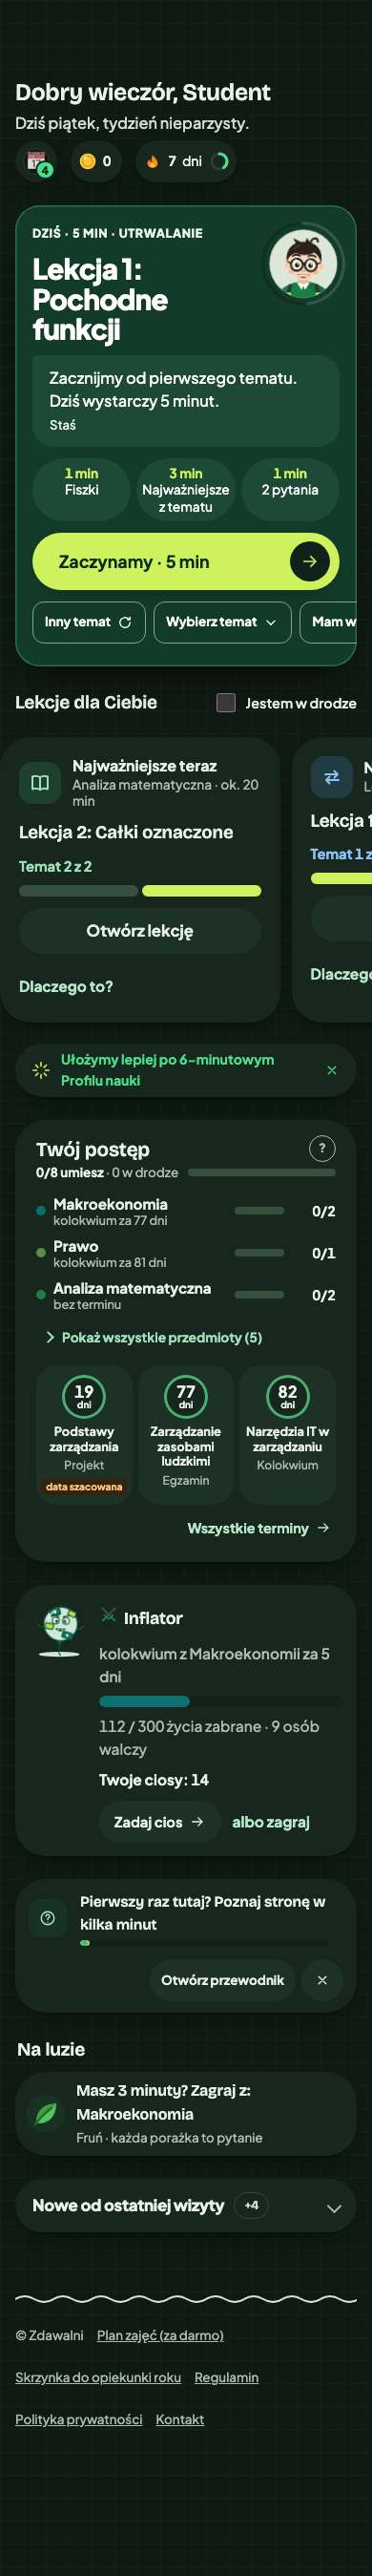 Dobry wieczór, Student
Dziś piątek, tydzień nieparzysty.
17
4
0
7 dni
DZIŚ · 5 MIN · UTRWALANIE
Lekcja 1:
Pochodne
funkcji
Zacznijmy od pierwszego tematu.
Dziś wystarczy 5 minut.
Staś
1 min
Fiszki
3 min
Najważniejsze
z tematu
1 min
2 pytania
Zaczynamy · 5 min
Inny temat
Wybierz temat
Mam w
Lekcje dla Ciebie
Jestem w drodze
Najważniejsze teraz
Analiza matematyczna · ok. 20
min
Lekcja 2: Całki oznaczone
Temat 2 z 2
Otwórz lekcję
Dlaczego to?
N
L
Lekcja 1
Temat 1 z
Dlaczego
Ułożymy lepiej po 6-minutowym
Profilu nauki
Twój postęp
?
0/8 umiesz · 0 w drodze
Makroekonomia
kolokwium za 77 dni
0/2
Prawo
kolokwium za 81 dni
0/1
Analiza matematyczna
bez terminu
0/2
Pokaż wszystkie przedmioty (5)
19
dni
Podstawy
zarządzania
Projekt
data szacowana
77
dni
Zarządzanie
zasobami
ludzkimi
Egzamin
82
dni
Narzędzia IT w
zarządzaniu
Kolokwium
Wszystkie terminy
Inflator
kolokwium z Makroekonomii za 5
dni
112 / 300 życia zabrane · 9 osób
walczy
Twoje ciosy: 14
Zadaj cios
albo zagraj
Pierwszy raz tutaj? Poznaj stronę w
kilka minut
Otwórz przewodnik
Na luzie
Masz 3 minuty? Zagraj z:
Makroekonomia
Fruń · każda porażka to pytanie
Nowe od ostatniej wizyty
+4
© Zdawalni
Plan zajęć (za darmo)
Skrzynka do opiekunki roku
Regulamin
Polityka prywatności
Kontakt